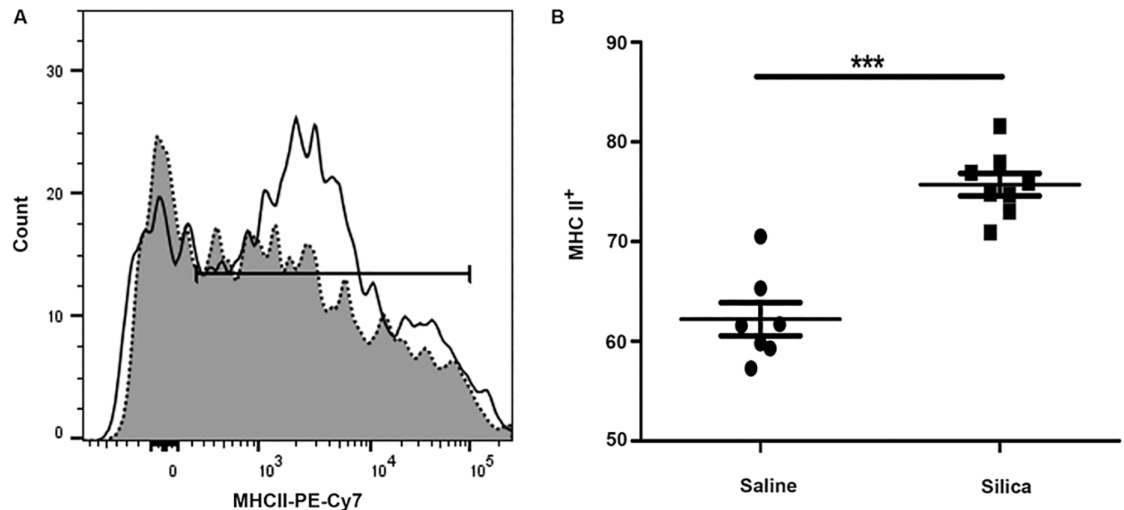 A
30
20
10
0
Count
0 10³ 10⁴ 10⁵
MHCII-PE-Cy7
B
***
90
80
70
60
50
MHC II⁺
Saline Silica